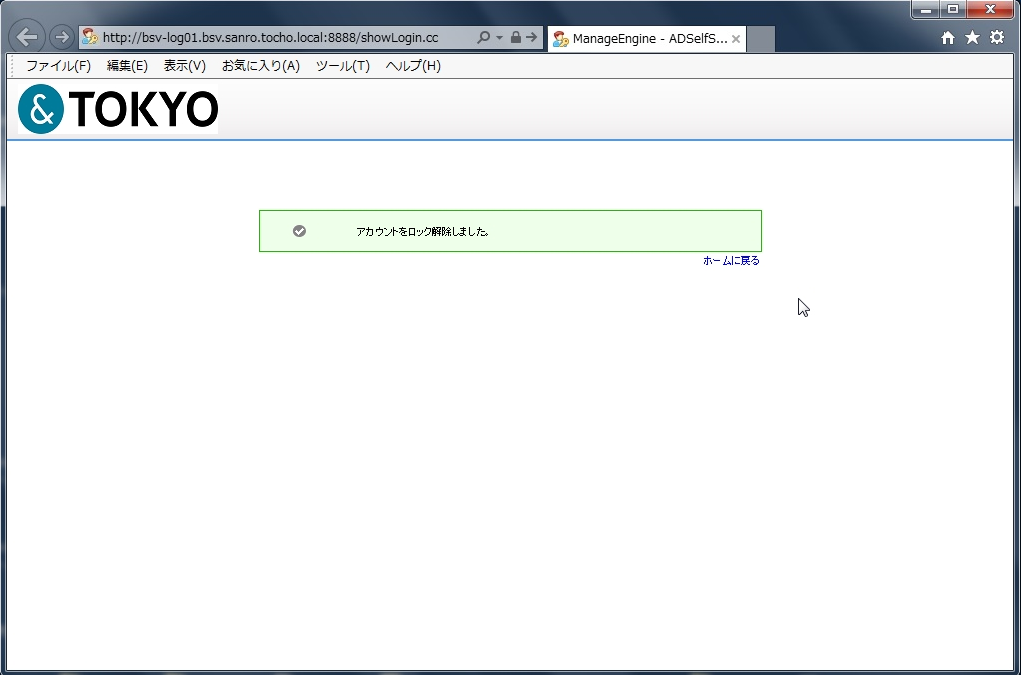 http://bsv-log01.bsv.sanro.tocho.local:8888/showLogin.cc
ManageEngine - ADSelfS...
ファイル(F) 編集(E) 表示(V) お気に入り(A) ツール(T) ヘルプ(H)
& TOKYO
アカウントをロック解除しました。
ホームに戻る